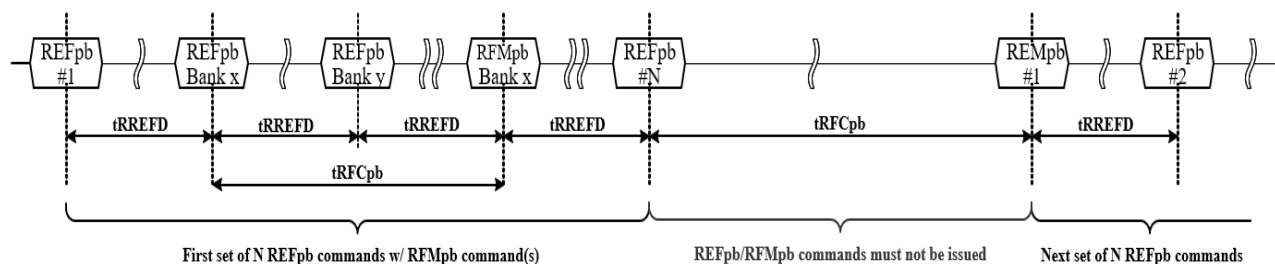 REFpb
#1
REFpb
Bank x
REFpb
Bank y
RFMpb
Bank x
REFpb
#N
REMpb
#1
REFpb
#2
tRREFD
tRREFD
tRREFD
tRREFD
tRFCpb
tRREFD
tRFCpb
First set of N REFpb commands w/ RFMpb command(s)
REFpb/RFMpb commands must not be issued
Next set of N REFpb commands